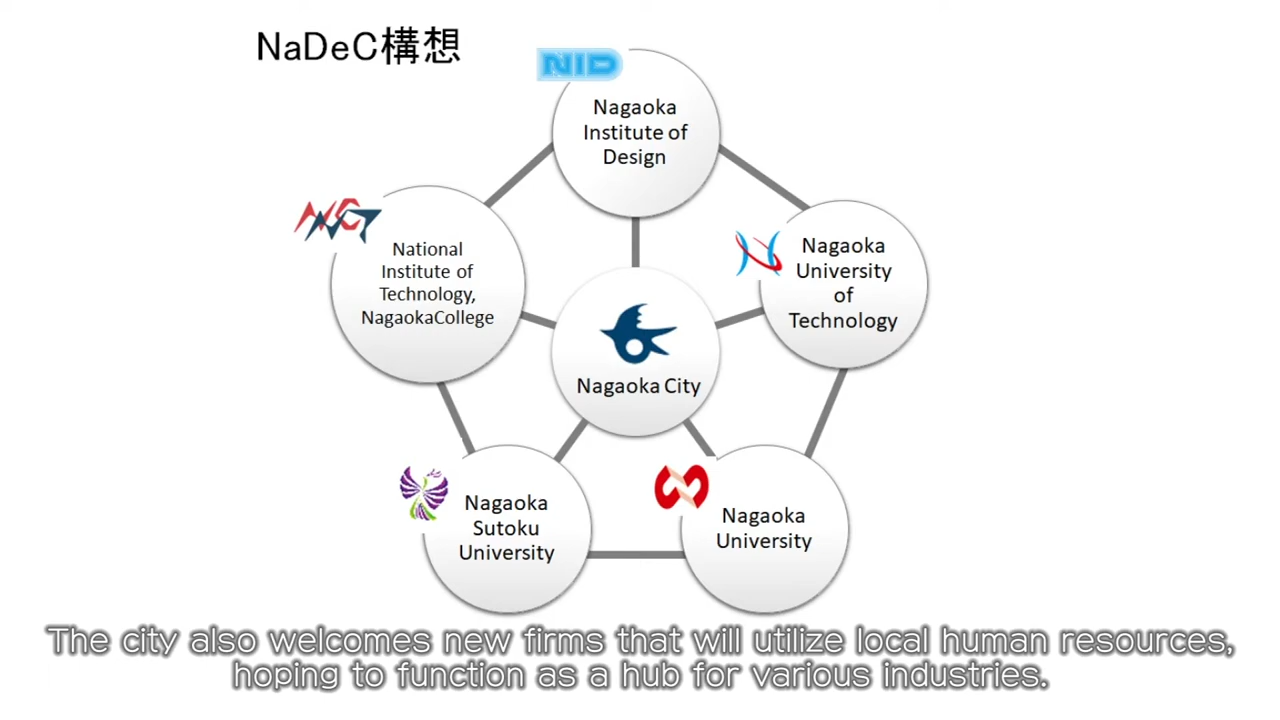 NaDeC構想
NID
Nagaoka
Institute of
Design
National
Institute of
Technology,
NagaokaCollege
Nagaoka
University
of
Technology
Nagaoka City
Nagaoka
Sutoku
University
Nagaoka
University
The city also welcomes new firms that will utilize local human resources,
hoping to function as a hub for various industries.